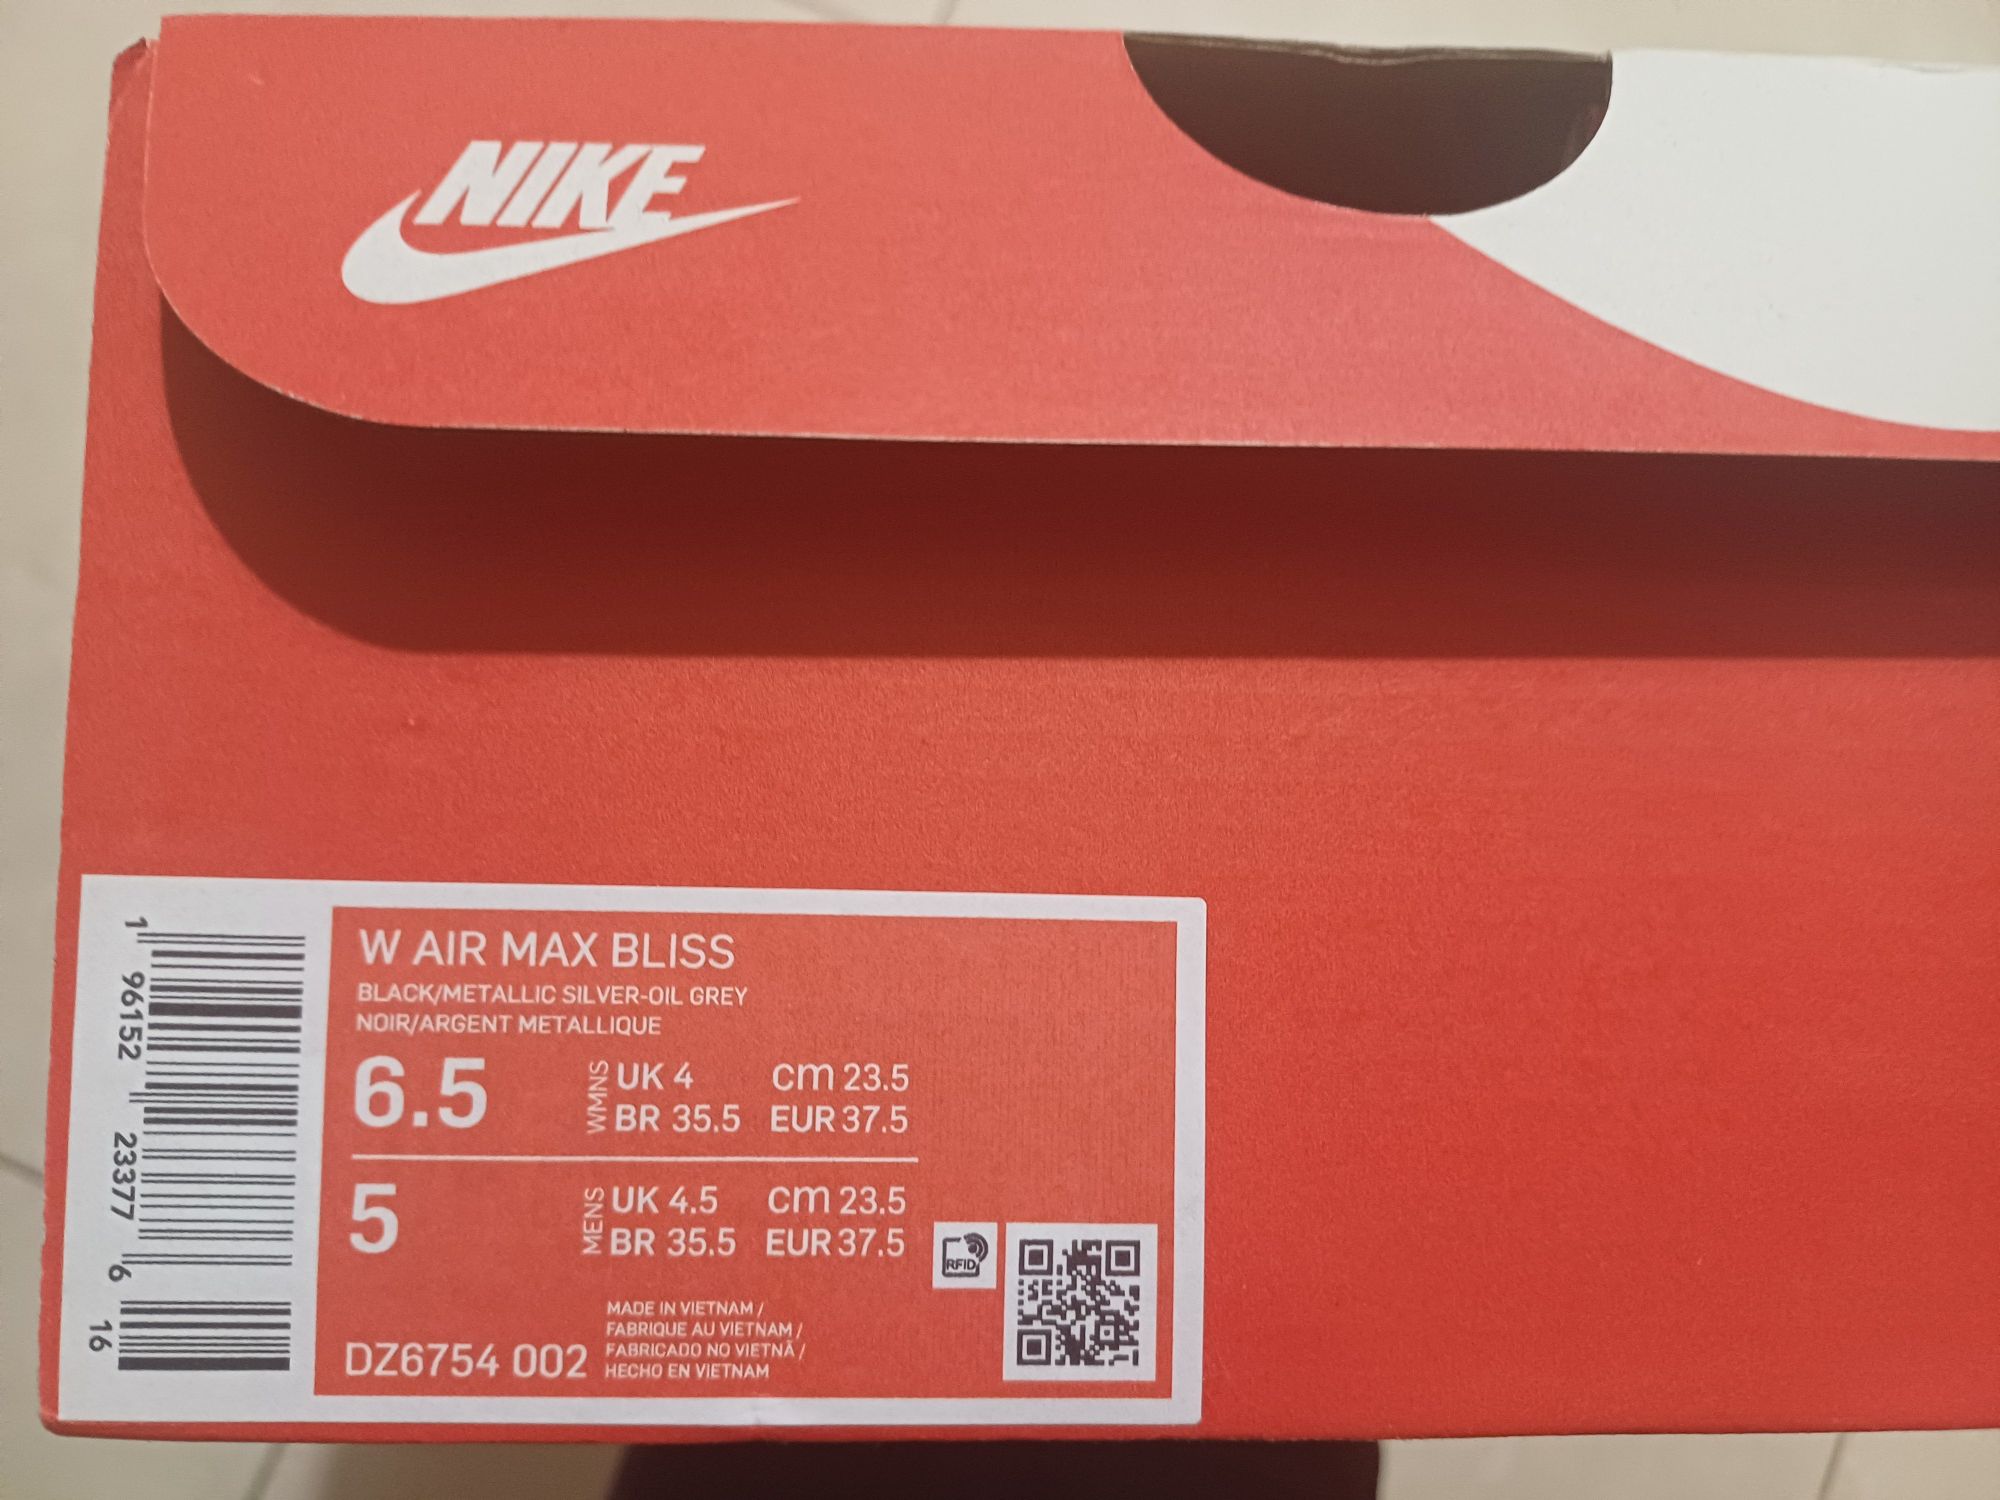 NIKE
W AIR MAX BLISS
BLACK/METALLIC SILVER-OIL GREY
NOIR/ARGENT METALLIQUE
6.5 WMNS UK 4 cm 23.5
BR 35.5 EUR 37.5
5 MENS UK 4.5 cm 23.5
BR 35.5 EUR 37.5
DZ6754 002
MADE IN VIETNAM /
FABRIQUE AU VIETNAM /
FABRICADO NO VIETNÃ /
HECHO EN VIETNAM
RFID
1 96152 23377 6 16